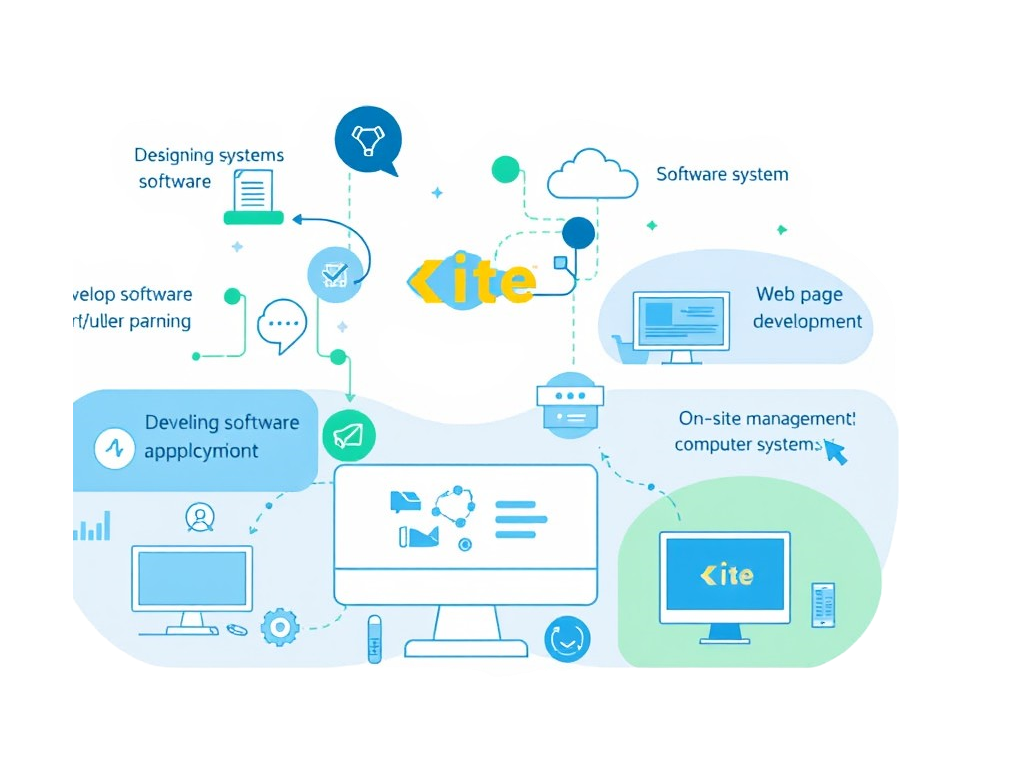 Designing systems
software
Software system
Kite
velop software
rt/uller parning
Web page
development
Develing software
applcymont
On-site management
computer system
Kite